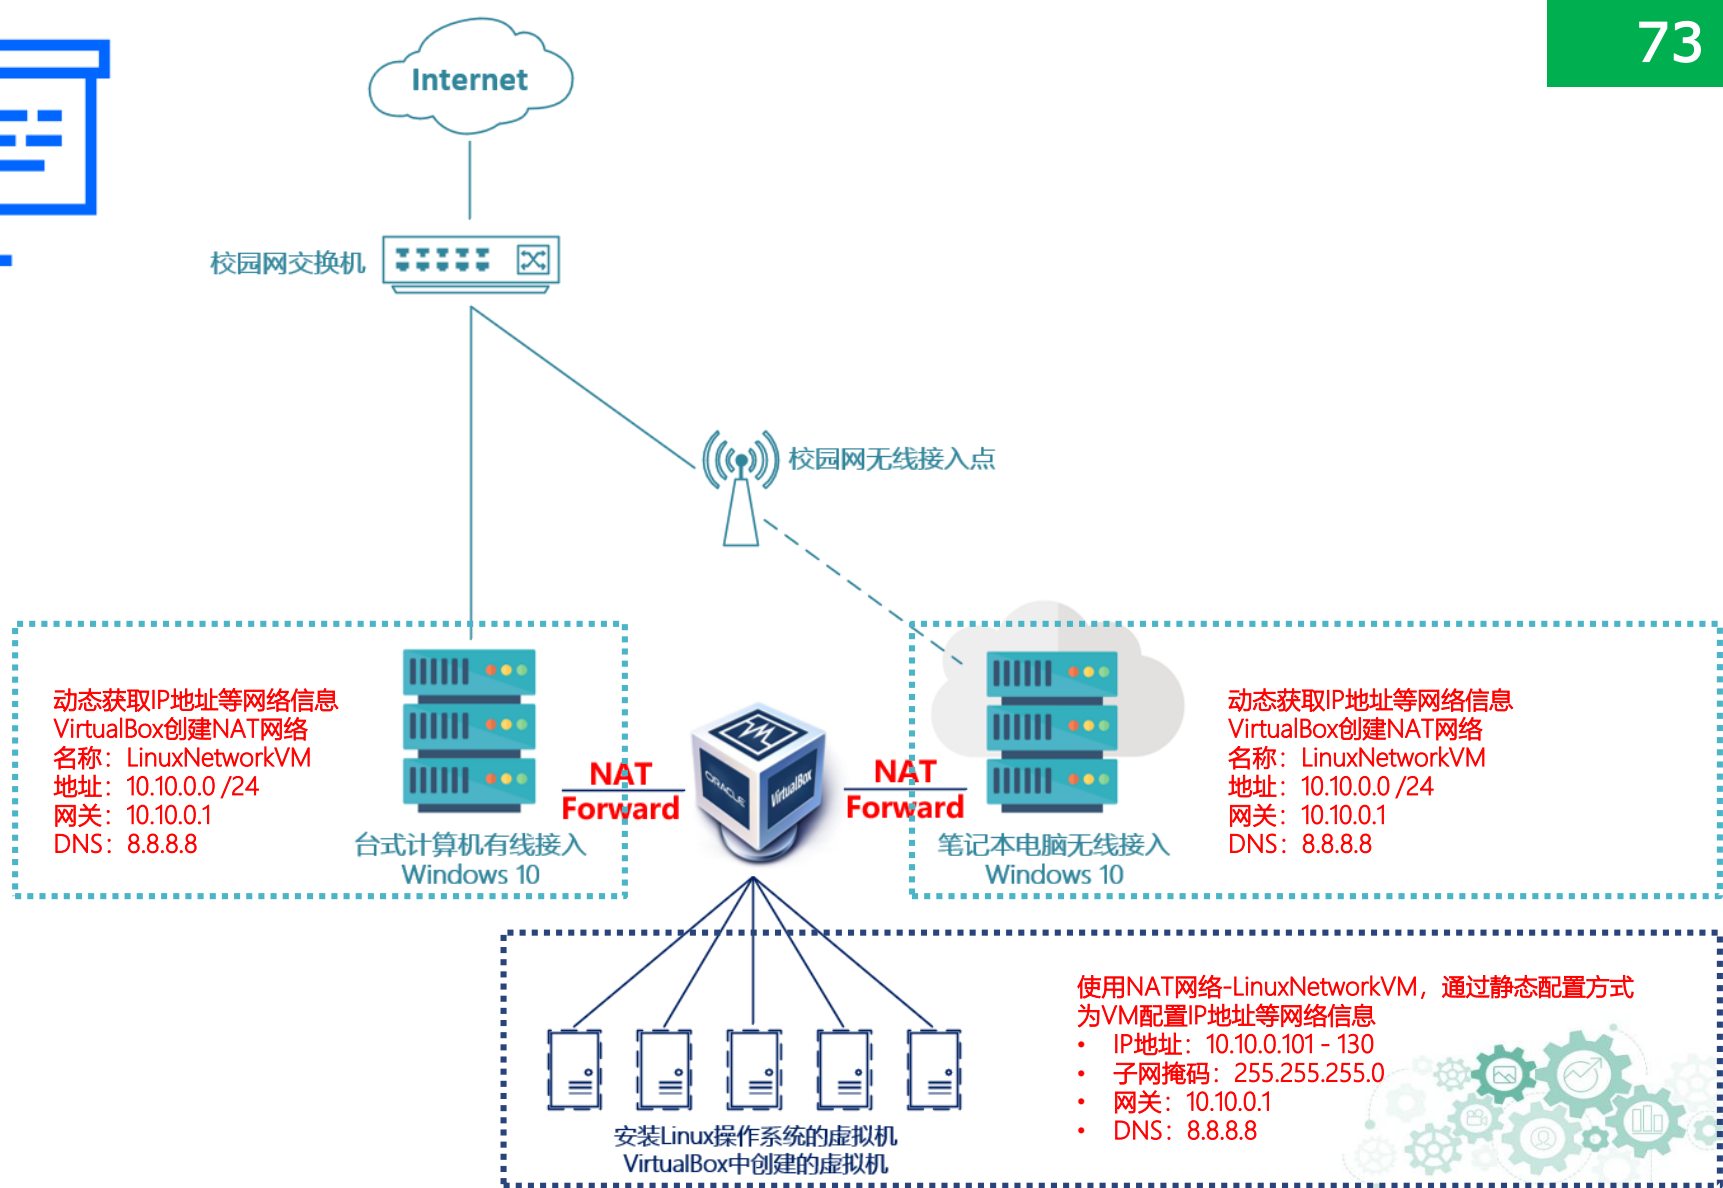 73
Internet
校园网交换机
校园网无线接入点
动态获取IP地址等网络信息
VirtualBox创建NAT网络
名称：LinuxNetworkVM
地址：10.10.0.0 /24
网关：10.10.0.1
DNS：8.8.8.8
台式计算机有线接入
Windows 10
NAT
Forward
ORACLE
VirtualBox
NAT
Forward
笔记本电脑无线接入
Windows 10
动态获取IP地址等网络信息
VirtualBox创建NAT网络
名称：LinuxNetworkVM
地址：10.10.0.0 /24
网关：10.10.0.1
DNS：8.8.8.8
安装Linux操作系统的虚拟机
VirtualBox中创建的虚拟机
使用NAT网络-LinuxNetworkVM，通过静态配置方式
为VM配置IP地址等网络信息
• IP地址：10.10.0.101 - 130
• 子网掩码：255.255.255.0
• 网关：10.10.0.1
• DNS：8.8.8.8